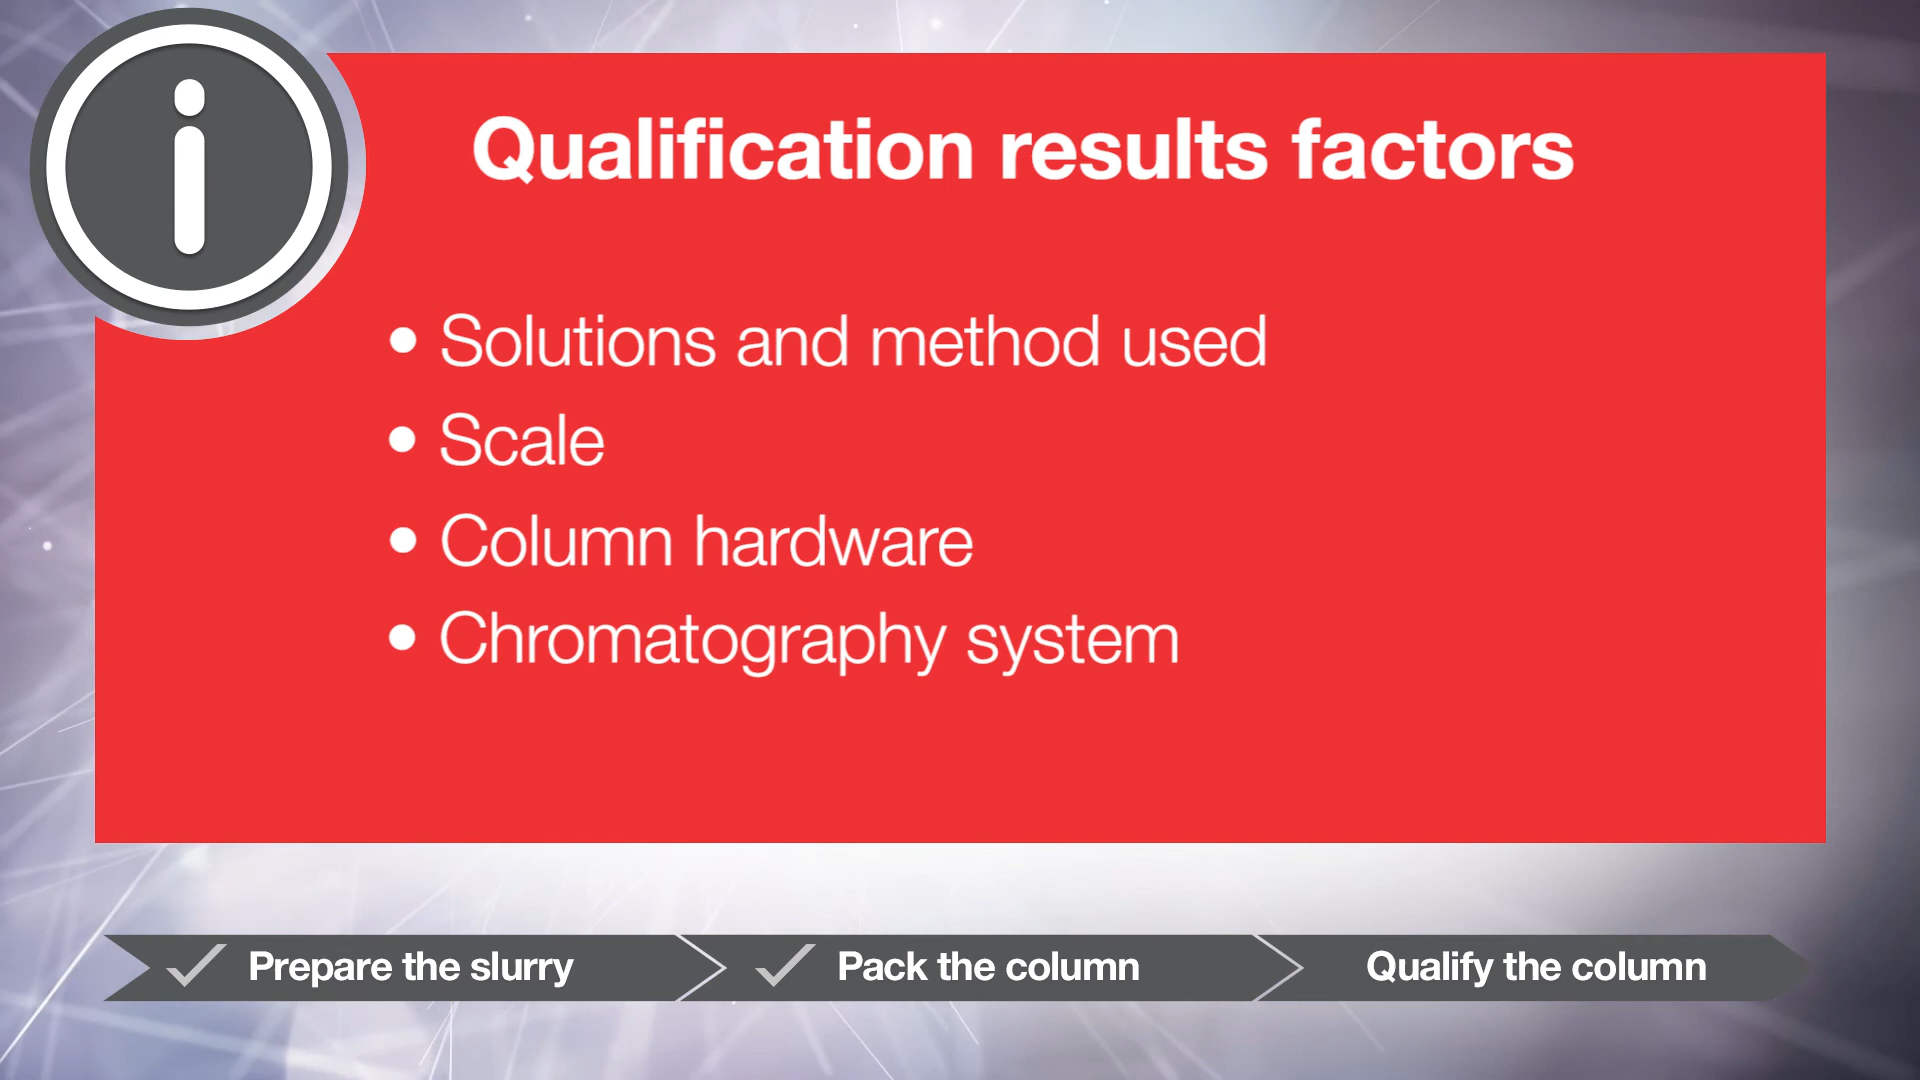 Qualification results factors
• Solutions and method used
• Scale
• Column hardware
• Chromatography system
Prepare the slurry
Pack the column
Qualify the column